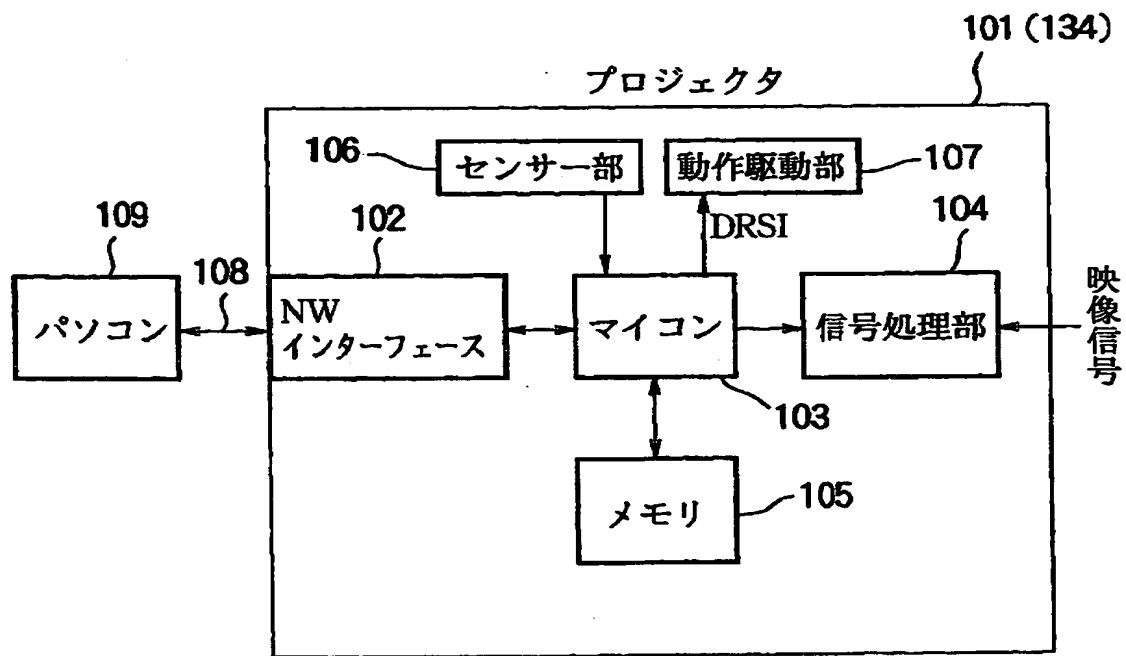 101(134)
プロジェクタ
106
センサー部
動作駆動部
107
DRSI
109
108
102
104
パソコン
NW
インターフェース
マイコン
信号処理部
映像信号
103
メモリ
105